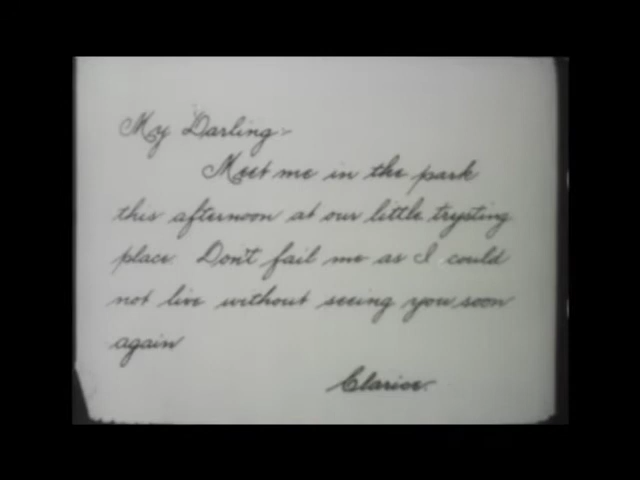 My Darling:-
Meet me in the park
this afternoon at our little trysting
place. Don't fail me as I could
not live without seeing you soon
again
Clarice.